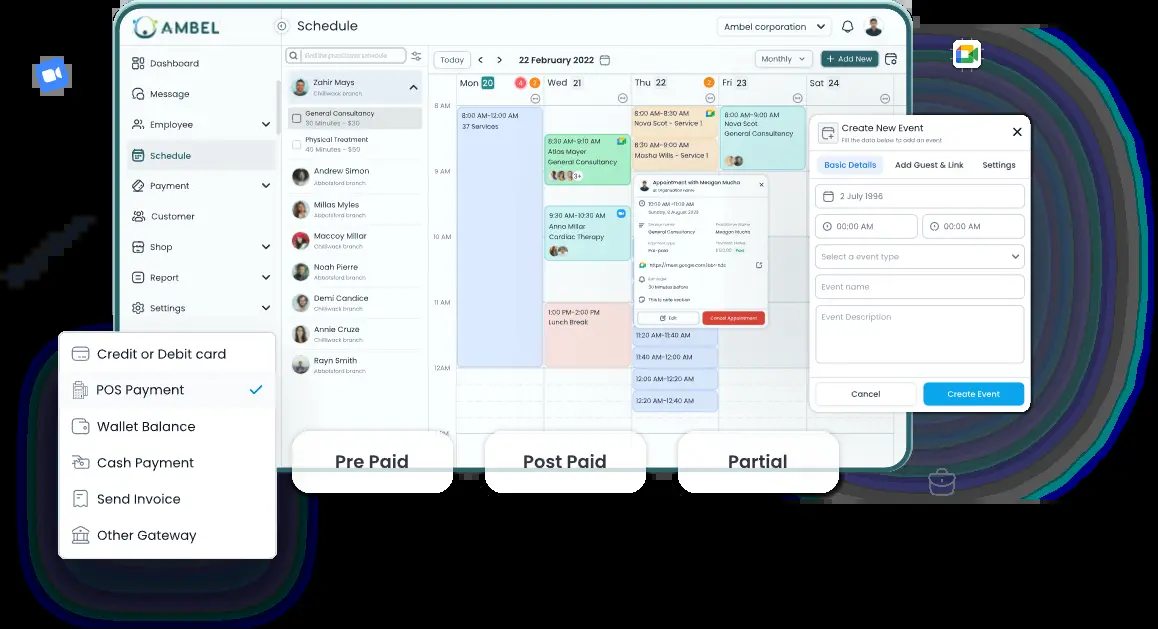 AMBEL
Schedule
Ambel corporation
Dashboard
Message
Employee
Schedule
Payment
Customer
Shop
Report
Settings
Zahir Mays
Chilliwack branch
General Consultancy
30 Minutes - $30
Physical Treatment
45 Minutes - $50
Andrew Simon
Abbotsford branch
Millas Myles
Abbotsford branch
Maccoy Millar
Chilliwack branch
Noah Pierre
Abbotsford branch
Demi Candice
Chilliwack branch
Annie Cruze
Chilliwack branch
Rayn Smith
Abbotsford branch
Today
22 February 2022
Monthly
+ Add New
Mon 20
4
2
Wed 21
Thu 22
2
Fri 23
Sat 24
8 AM
9 AM
10 AM
11 AM
12AM
8:00 AM-12:00 AM
37 Services
8:30 AM-9:10 AM
Atlas Mayer
General Consultancy
3+
9:30 AM-10:30 AM
Anna Millar
Cardiac Therapy
1:00 PM-2:00 PM
Lunch Break
8:00 AM-8:30 AM
Nova Scot - Service 1
8:30 AM-9:00 AM
Masha Wills - Service 1
8:00 AM-9:00 AM
Nova Scot
General Consultancy
Appointment with Meagan Mucha
10:00 AM-11:00 AM
Sunday, 8 August 2023
General Consultancy
Meagan Mucha
Pre-paid
30 Minutes before
This is note section
Edit
Cancel Appointment
11:20 AM-11:40 AM
11:40 AM-12:00 AM
12:00 AM-12:20 AM
12:20 AM-12:40 AM
Create New Event
Fill the data below to add an event
Basic Details
Add Guest & Link
Settings
2 July 1996
00:00 AM
00:00 AM
Select a event type
Event name
Event Description
Cancel
Create Event
Credit or Debit card
POS Payment
Wallet Balance
Cash Payment
Send Invoice
Other Gateway
Pre Paid
Post Paid
Partial